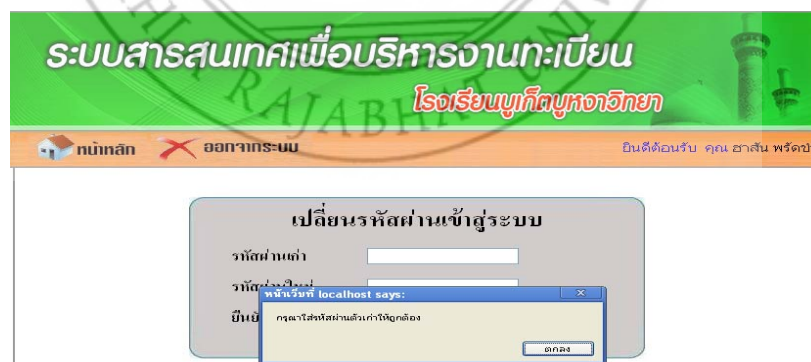 ระบบสารสนเทศเพื่อบริหารงานทะเบียน
โรงเรียนบูเก็ตบูหงาวิทยา
RAJABHAT
หน้าหลัก ออกจากระบบ ยินดีต้อนรับ คุณ ฮาสัน
เปลี่ยนรหัสผ่านเข้าสู่ระบบ
รหัสผ่านเก่า
หน้าเว็บที่ localhost says:
กรุณาใส่รหัสผ่านตัวเก่าให้ถูกต้อง
ตกลง